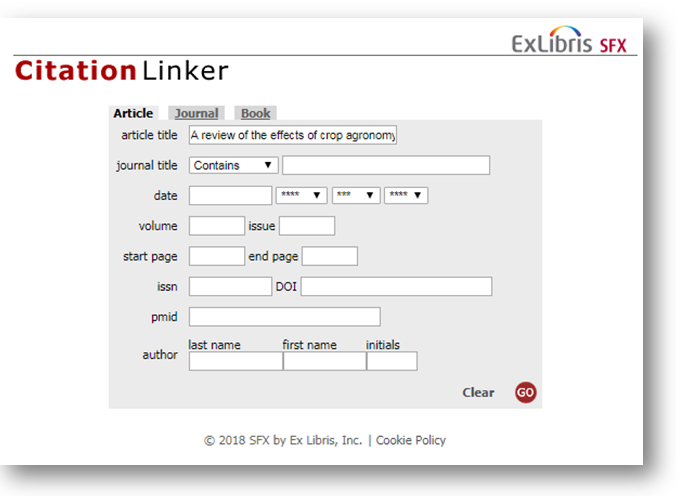 ExLibris SFX
CitationLinker
Article Journal Book
article title A review of the effects of crop agronomy
journal title Contains ▼
date **** ▼ *** ▼ **** ▼
volume issue
start page end page
issn DOI
pmid
last name first name initials
author
Clear GO
© 2018 SFX by Ex Libris, Inc. | Cookie Policy